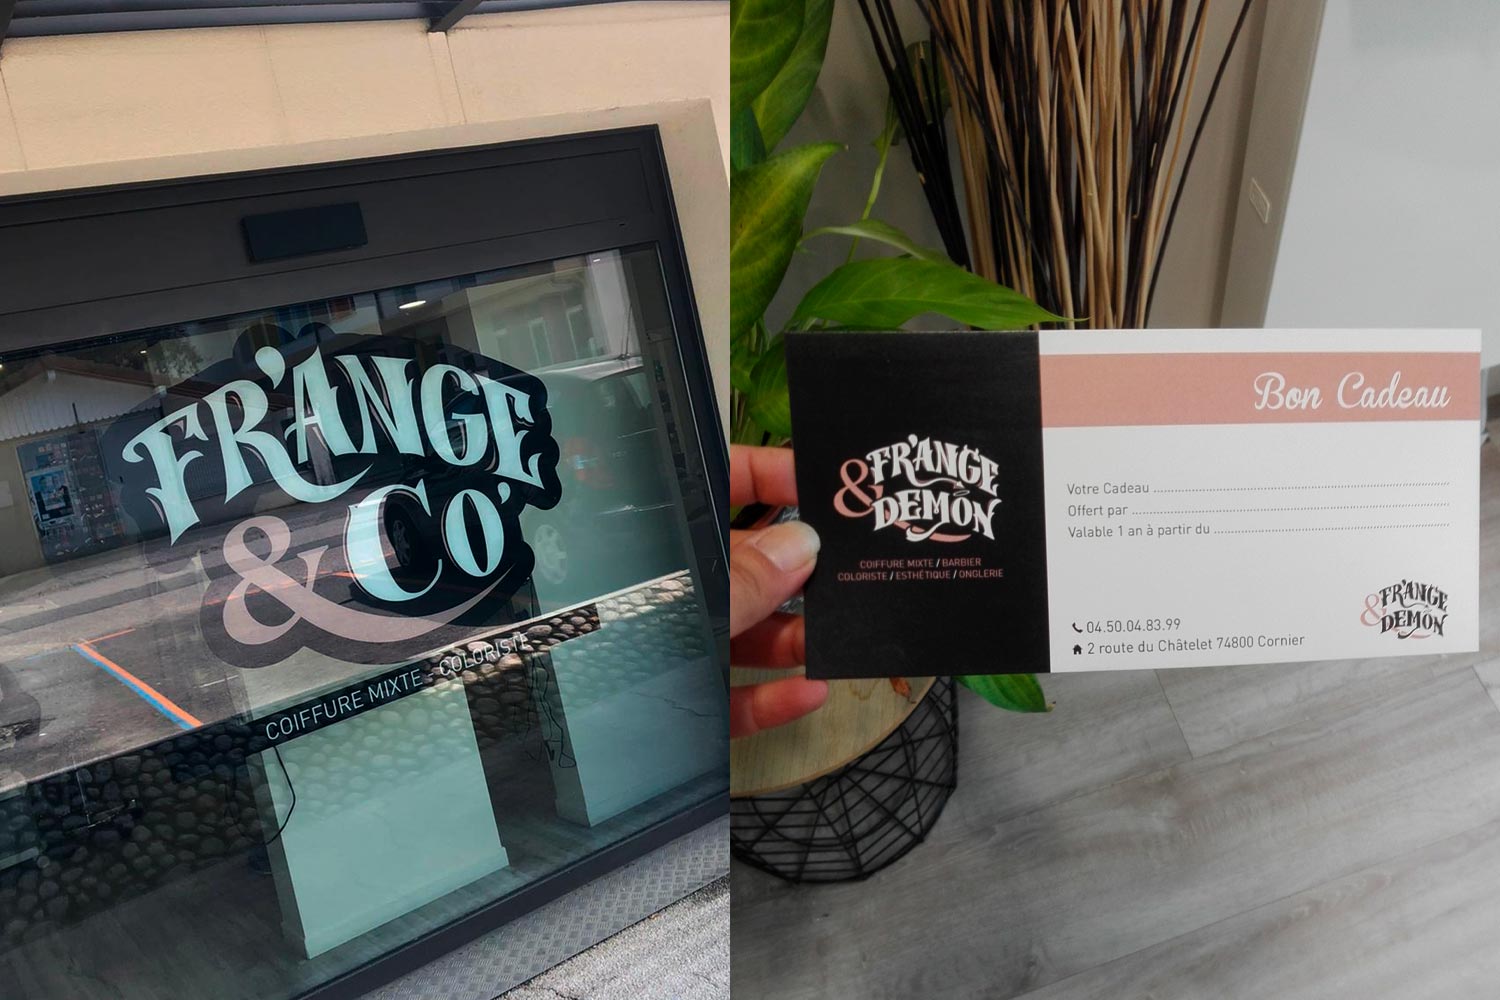 FR'ANGE
& CO'
COIFFURE MIXTE - COLORISTE
FR'ANGE
& DEMON
COIFFURE MIXTE / BARBIER
COLORISTE / ESTHÉTIQUE / ONGLERIE
Bon Cadeau
Votre Cadeau
Offert par
Valable 1 an à partir du
04.50.04.83.99
2 route du Châtelet 74800 Cornier
FR'ANGE
& DEMON